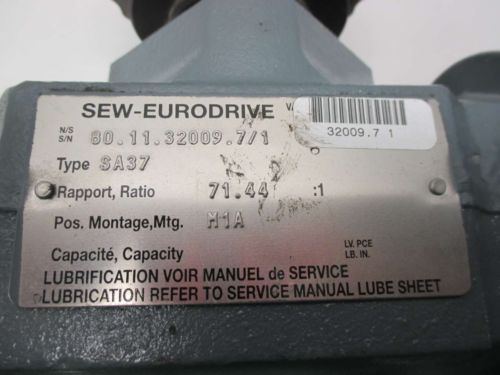 SEW-EURODRIVE
32009.7 1
N/S
S/N 80.11.32009.7/1
Type SA37
Rapport, Ratio 71.44 :1
Pos. Montage,Mtg. M1A
Capacité, Capacity LV. PCE
LB. IN.
LUBRIFICATION VOIR MANUEL de SERVICE
LUBRICATION REFER TO SERVICE MANUAL LUBE SHEET